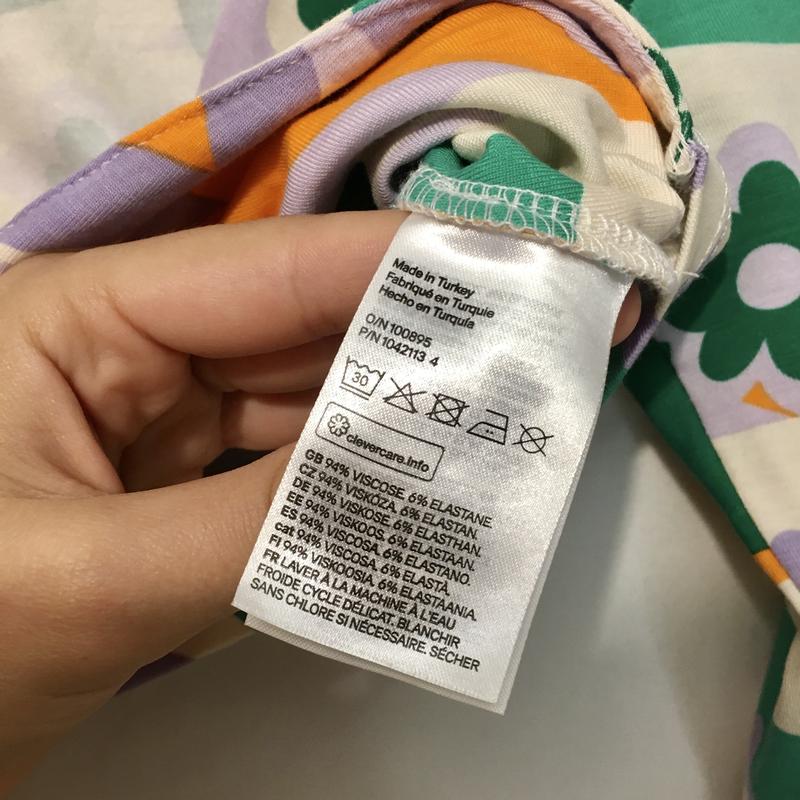 Made in Turkey
Fabriqué en Turquie
Hecho en Turquía
O/N 100895
P/N 1042113 4
30
clevercare.info
GB 94% VISCOSE. 6% ELASTANE
CZ 94% VISKÓZA. 6% ELASTAN.
DE 94% VISKOSE. 6% ELASTHAN.
EE 94% VISKOOS. 6% ELASTAAN.
ES 94% VISCOSA. 6% ELASTANO.
cat 94% VISCOSA. 6% ELASTÀ.
FI 94% VISKOOSIA. 6% ELASTAANIA.
FR LAVER À LA MACHINE À L'EAU
FROIDE CYCLE DÉLICAT. BLANCHIR
SANS CHLORE SI NÉCESSAIRE. SÉCHER